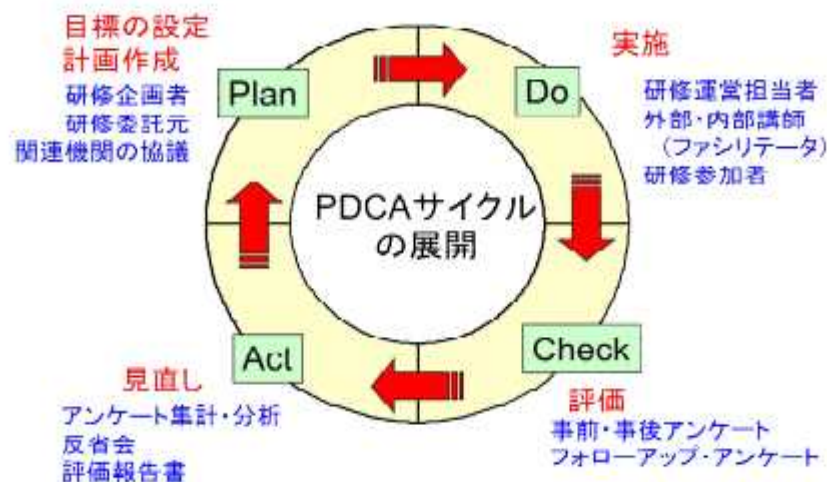 目標の設定
計画作成
Plan
研修企画者
研修委託元
関連機関の協議
Do
実施
研修運営担当者
外部・内部講師
(ファシリテータ)
研修参加者
PDCAサイクル
の展開
Check
評価
事前・事後アンケート
フォローアップ・アンケート
Act
見直し
アンケート集計・分析
反省会
評価報告書